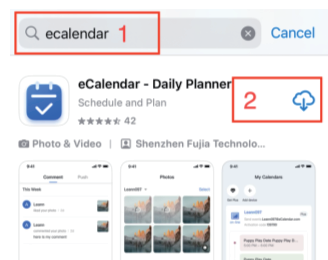 ecalendar 1
Cancel
eCalendar - Daily Planner
Schedule and Plan
42
2
Photo & Video
Shenzhen Fujia Technolo...
9:41
Comment Push
This Week
9:41
Photos
Select
9:41
My Calendars